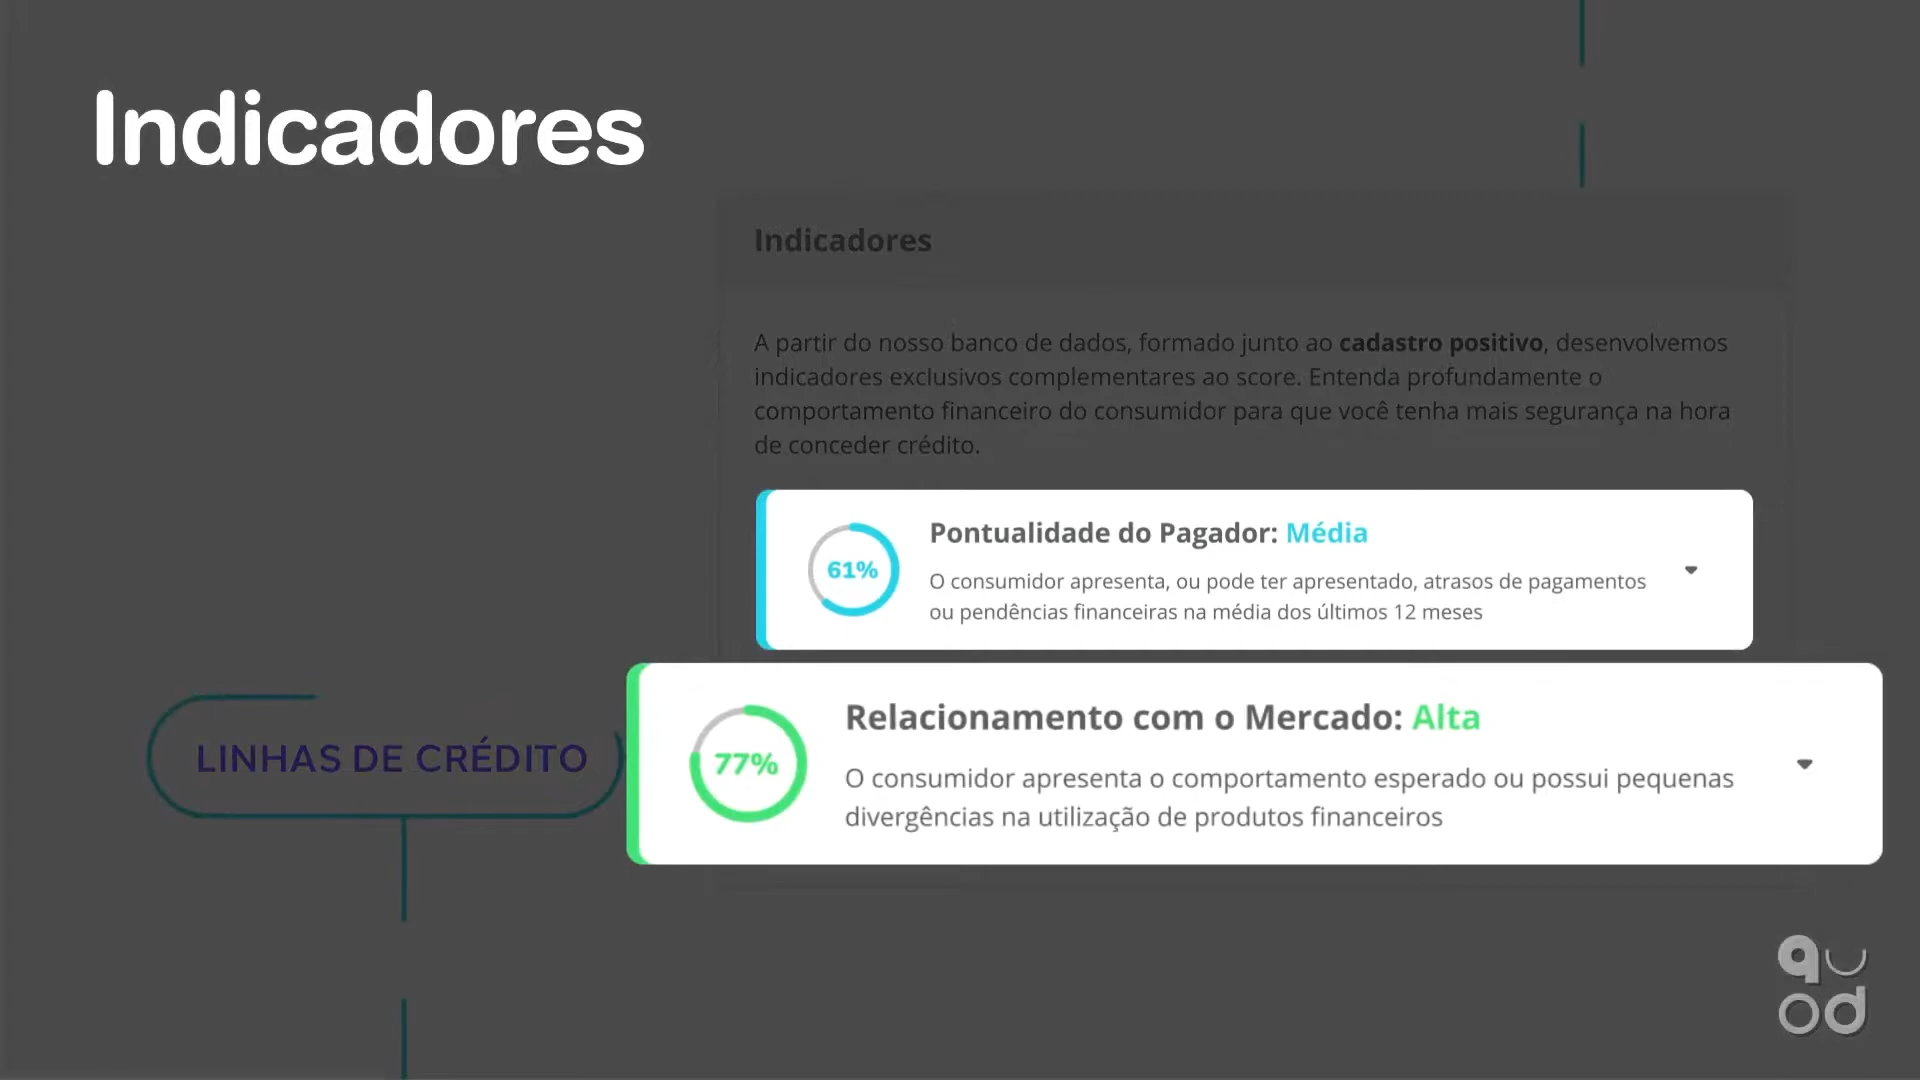 Indicadores
Indicadores
A partir do nosso banco de dados, formado junto ao cadastro positivo, desenvolvemos
indicadores exclusivos complementares ao score. Entenda profundamente o
comportamento financeiro do consumidor para que você tenha mais segurança na hora
de conceder crédito.
61%
Pontualidade do Pagador: Média
O consumidor apresenta, ou pode ter apresentado, atrasos de pagamentos
ou pendências financeiras na média dos últimos 12 meses
LINHAS DE CRÉDITO
77%
Relacionamento com o Mercado: Alta
O consumidor apresenta o comportamento esperado ou possui pequenas
divergências na utilização de produtos financeiros
qu
od